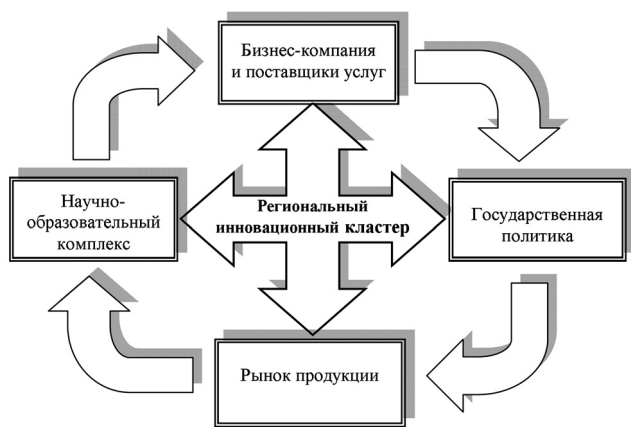 Бизнес-компания
и поставщики услуг
Научно-
образовательный
комплекс
Региональный
инновационный кластер
Государственная
политика
Рынок продукции